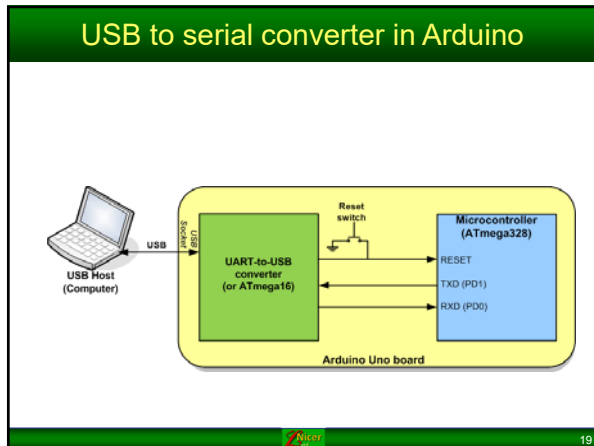 USB to serial converter in Arduino
USB Host
(Computer)
USB
USB
Socket
UART-to-USB
converter
(or ATmega16)
Reset
switch
Microcontroller
(ATmega328)
RESET
TXD (PD1)
RXD (PD0)
Arduino Uno board
Nicer
19